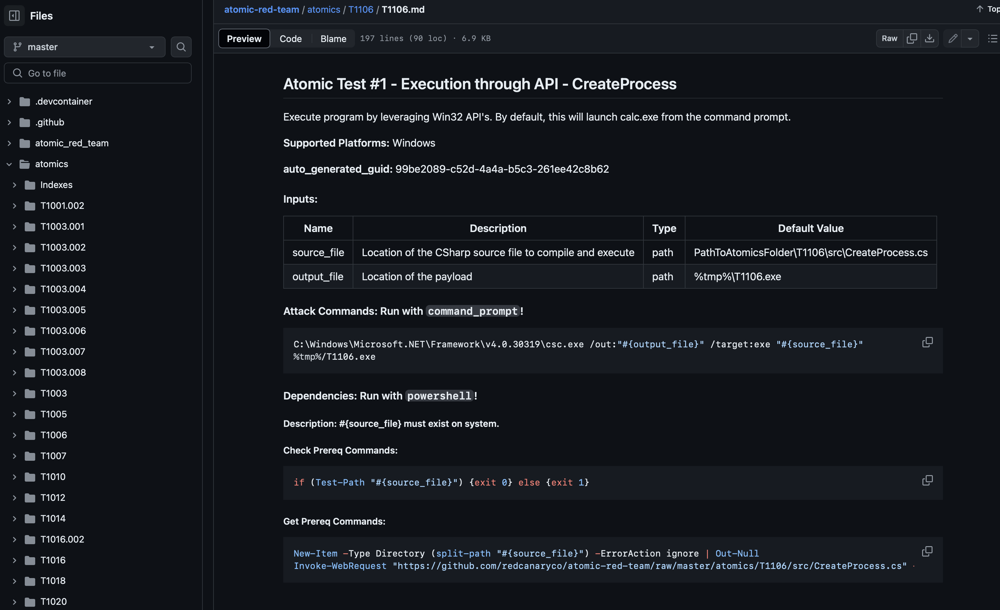 Files
master
Go to file
.devcontainer
.github
atomic_red_team
atomics
Indexes
T1001.002
T1003.001
T1003.002
T1003.003
T1003.004
T1003.005
T1003.006
T1003.007
T1003.008
T1003
T1005
T1006
T1007
T1010
T1012
T1014
T1016.002
T1016
T1018
T1020
atomic-red-team / atomics / T1106 / T1106.md
Top
Preview Code Blame 197 lines (90 loc) · 6.9 KB Raw
Atomic Test #1 - Execution through API - CreateProcess
Execute program by leveraging Win32 API's. By default, this will launch calc.exe from the command prompt.
Supported Platforms: Windows
auto_generated_guid: 99be2089-c52d-4a4a-b5c3-261ee42c8b62
Inputs:
Name Description Type Default Value
source_file Location of the CSharp source file to compile and execute path PathToAtomicsFolder\T1106\src\CreateProcess.cs
output_file Location of the payload path %tmp%\T1106.exe
Attack Commands: Run with command_prompt!
C:\Windows\Microsoft.NET\Framework\v4.0.30319\csc.exe /out:"#{output_file}" /target:exe "#{source_file}"
%tmp%/T1106.exe
Dependencies: Run with powershell!
Description: #{source_file} must exist on system.
Check Prereq Commands:
if (Test-Path "#{source_file}") {exit 0} else {exit 1}
Get Prereq Commands:
New-Item -Type Directory (split-path "#{source_file}") -ErrorAction ignore | Out-Null
Invoke-WebRequest "https://github.com/redcanaryco/atomic-red-team/raw/master/atomics/T1106/src/CreateProcess.cs"